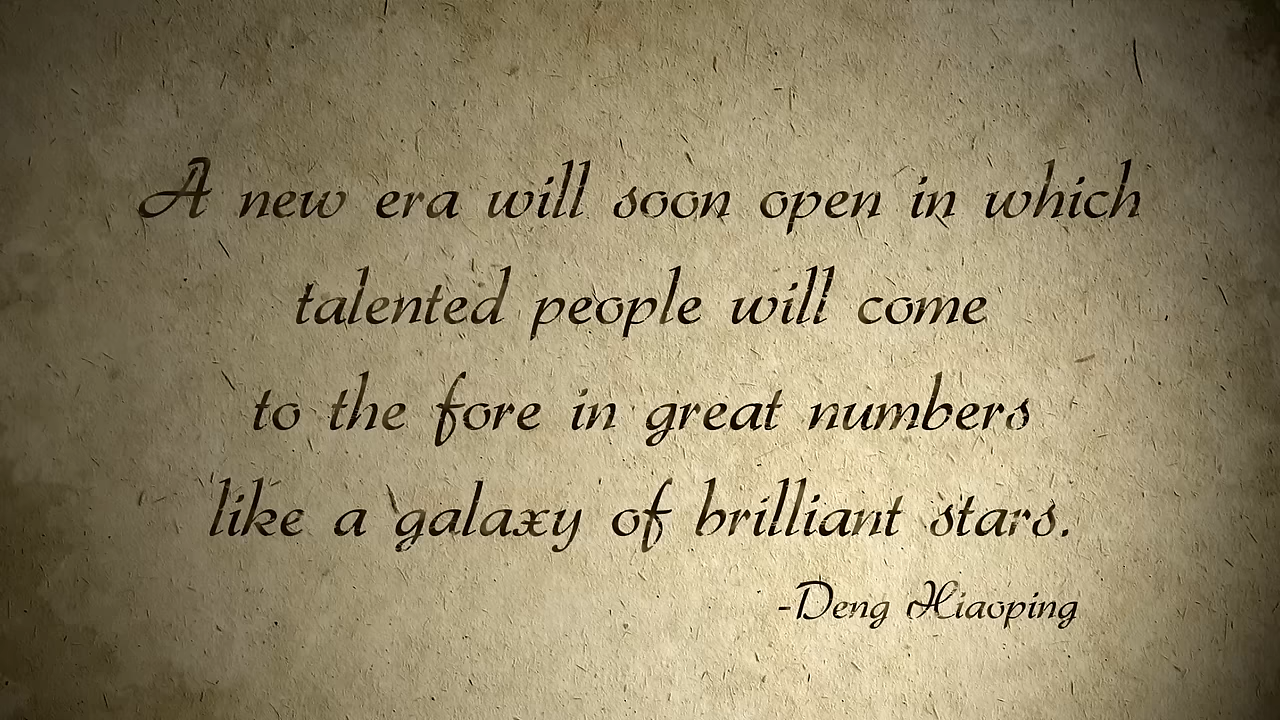 A new era will soon open in which
talented people will come
to the fore in great numbers
like a galaxy of brilliant stars.
-Deng Xiaoping